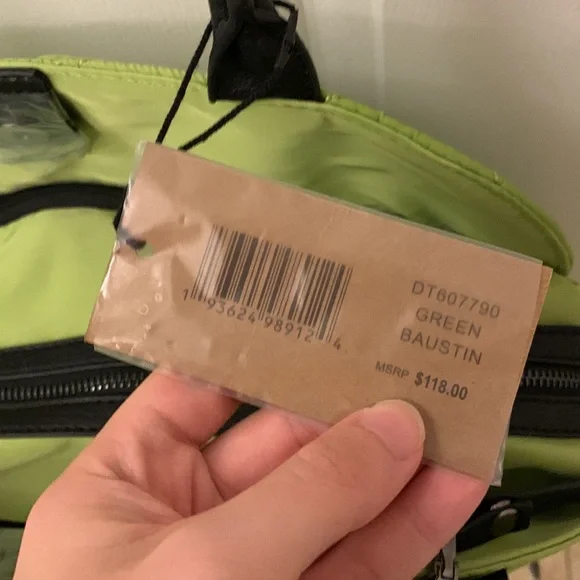 1 93624 98912 4
DT607790
GREEN
BAUSTIN
MSRP $118.00